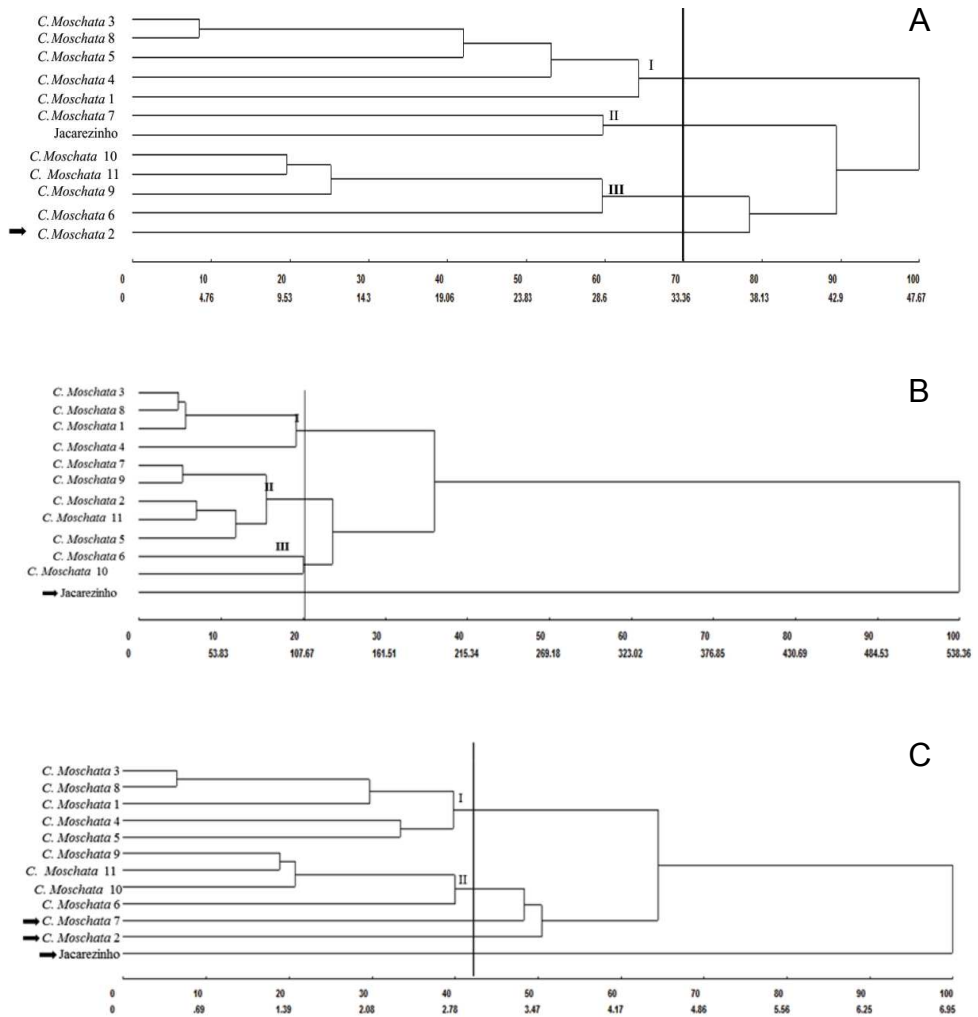 A
C. Moschata 3
C. Moschata 8
C. Moschata 5
C. Moschata 4
I
C. Moschata 1
C. Moschata 7
II
Jacarezinho
C. Moschata 10
C. Moschata 11
C. Moschata 9
III
C. Moschata 6
C. Moschata 2
0 10 20 30 40 50 60 70 80 90 100
0 4.76 9.53 14.3 19.06 23.83 28.6 33.36 38.13 42.9 47.67
B
C. Moschata 3
C. Moschata 8
I
C. Moschata 1
C. Moschata 4
C. Moschata 7
C. Moschata 9
II
C. Moschata 2
C. Moschata 11
C. Moschata 5
III
C. Moschata 6
C. Moschata 10
Jacarezinho
0 10 20 30 40 50 60 70 80 90 100
0 53.83 107.67 161.51 215.34 269.18 323.02 376.85 430.69 484.53 538.36
C
C. Moschata 3
C. Moschata 8
I
C. Moschata 1
C. Moschata 4
C. Moschata 5
C. Moschata 9
C. Moschata 11
II
C. Moschata 10
C. Moschata 6
C. Moschata 7
C. Moschata 2
Jacarezinho
0 10 20 30 40 50 60 70 80 90 100
0 .69 1.39 2.08 2.78 3.47 4.17 4.86 5.56 6.25 6.95